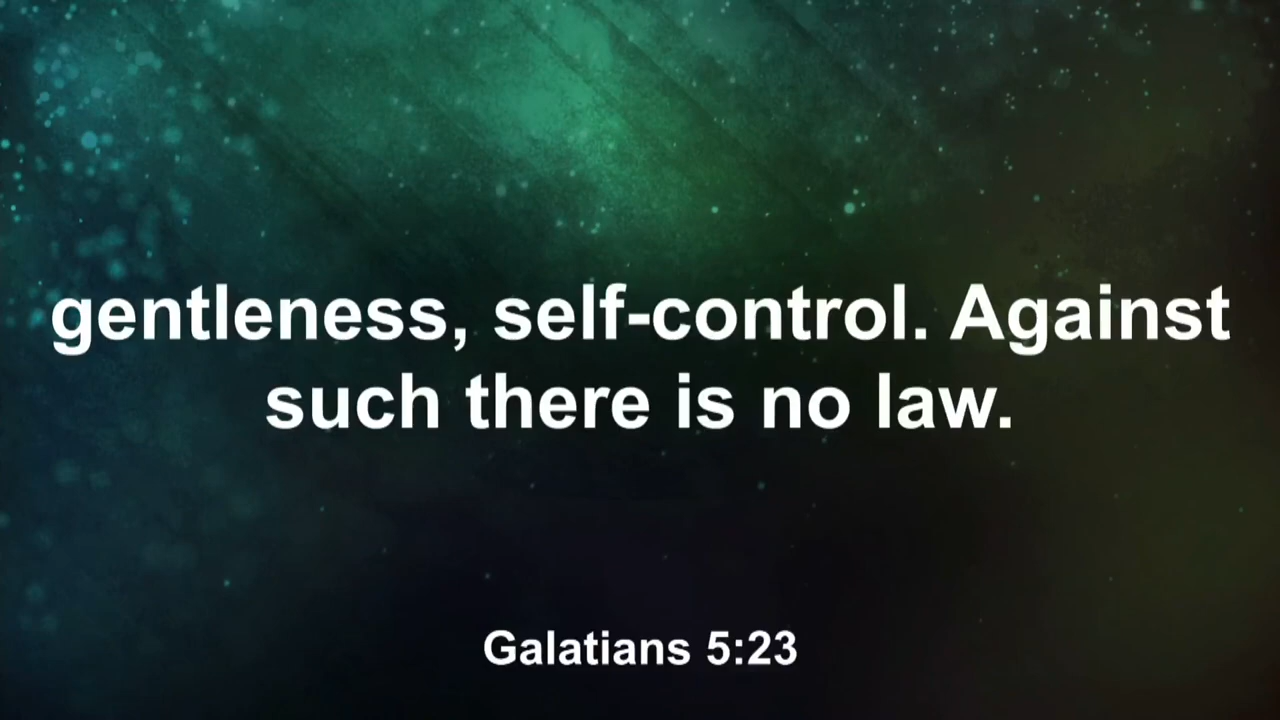 gentleness, self-control. Against
such there is no law.
Galatians 5:23